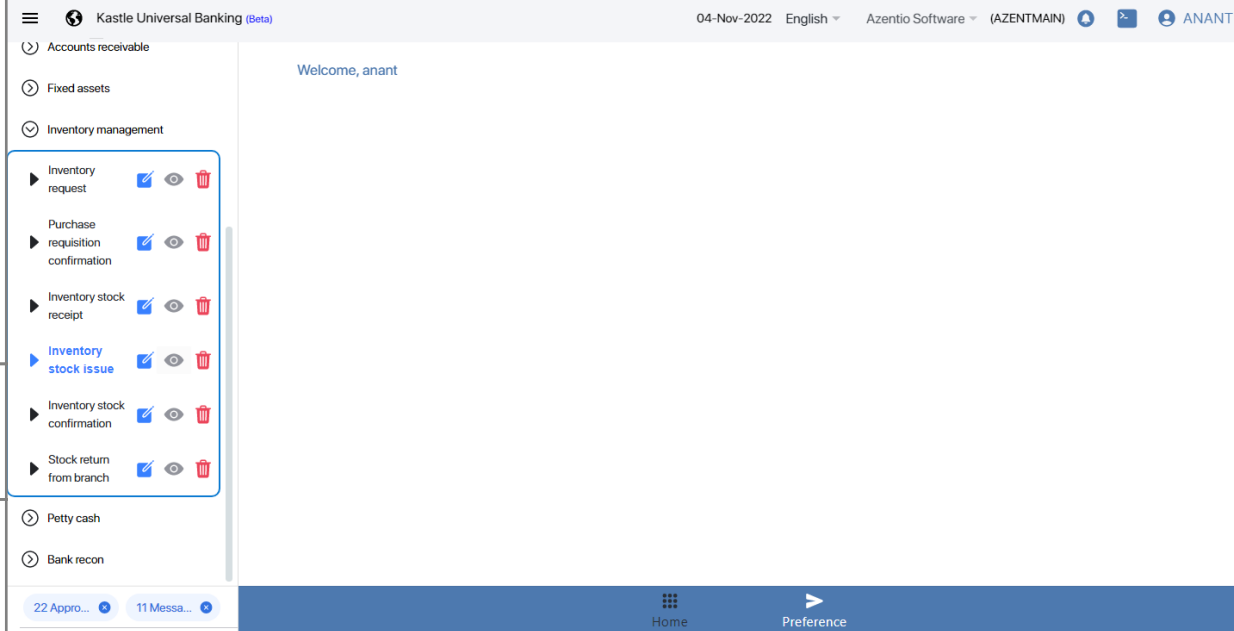 Kastle Universal Banking (Beta)
04-Nov-2022 English Azentio Software (AZENTMAIN) ANANT
Accounts receivable
Welcome, anant
Fixed assets
Inventory management
Inventory
request
Purchase
requisition
confirmation
Inventory stock
receipt
Inventory
stock issue
Inventory stock
confirmation
Stock return
from branch
Petty cash
Bank recon
22 Appro... 11 Messa...
Home
Preference